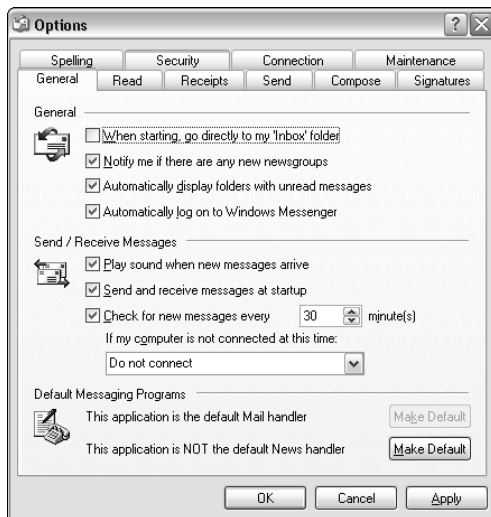 Options
Spelling
Security
Connection
Maintenance
General
Read
Receipts
Send
Compose
Signatures
General
When starting, go directly to my 'Inbox' folder
Notify me if there are any new newsgroups
Automatically display folders with unread messages
Automatically log on to Windows Messenger
Send / Receive Messages
Play sound when new messages arrive
Send and receive messages at startup
Check for new messages every 30 minute(s)
If my computer is not connected at this time:
Do not connect
Default Messaging Programs
This application is the default Mail handler
Make Default
This application is NOT the default News handler
Make Default
OK
Cancel
Apply